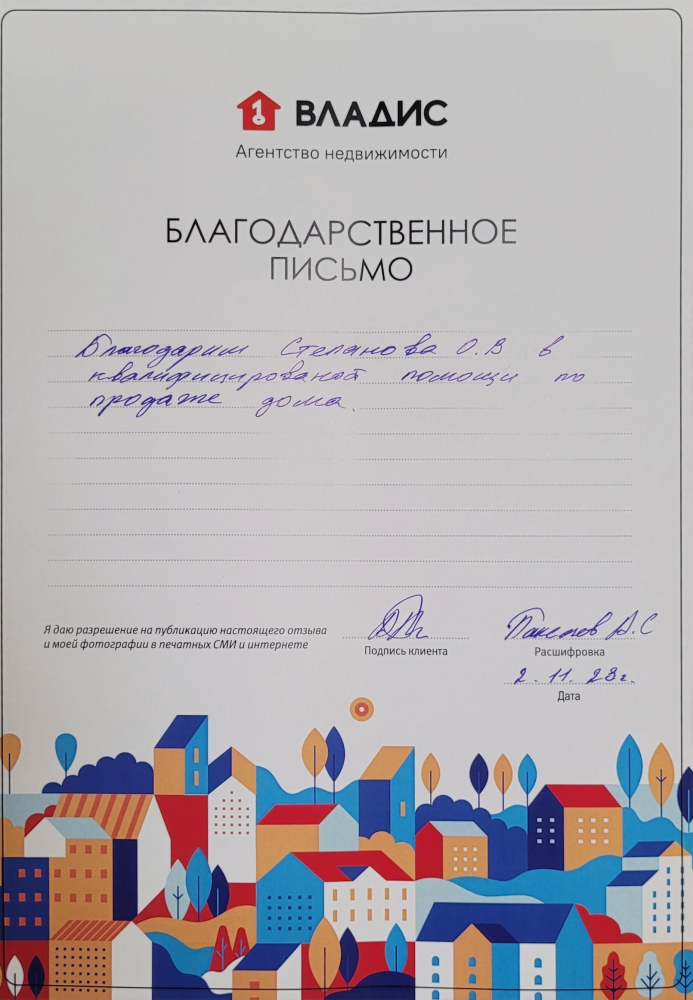 ВЛАДИС
Агентство недвижимости
БЛАГОДАРСТВЕННОЕ
ПИСЬМО
Благодарим Степанова О.В в
квалифицированой помощи по
продаже дома.
Я даю разрешение на публикацию настоящего отзыва
и моей фотографии в печатных СМИ и интернете
Подпись клиента
А.С
Расшифровка
2.11.23г.
Дата